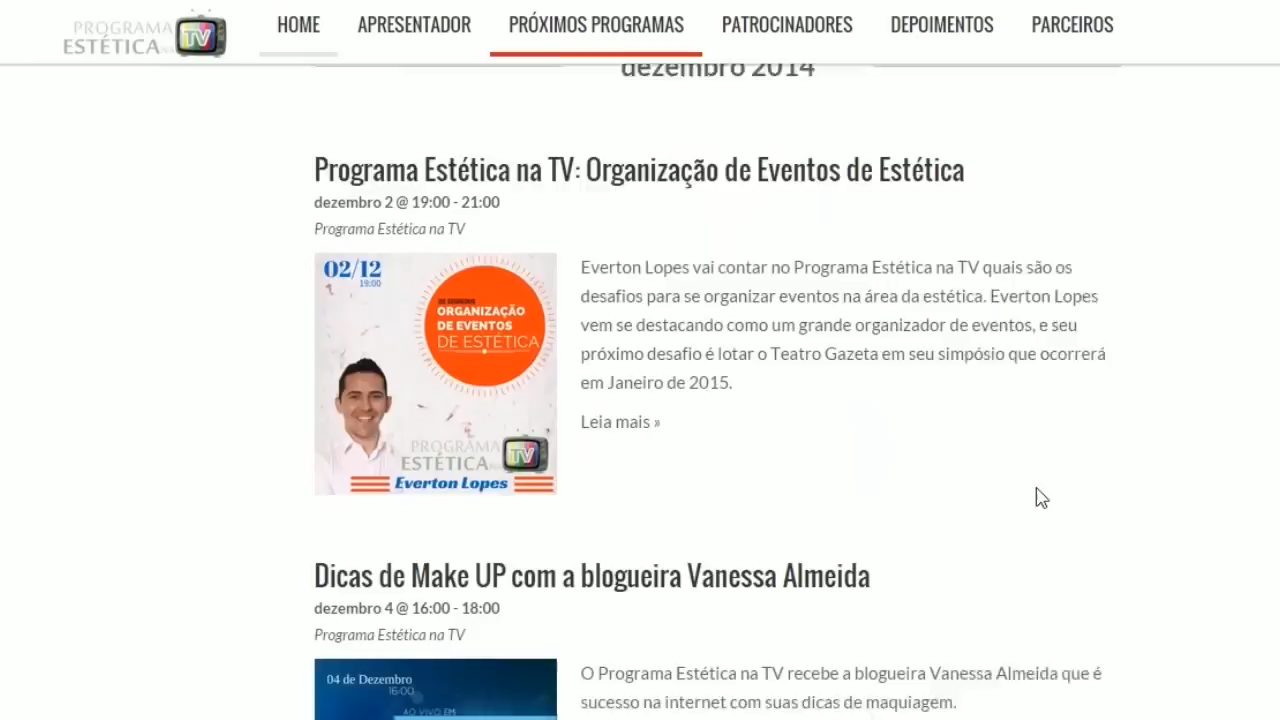 PROGRAMA
ESTÉTICA NA
TV
HOME
APRESENTADOR
PRÓXIMOS PROGRAMAS
PATROCINADORES
DEPOIMENTOS
PARCEIROS
dezembro 2014
Programa Estética na TV: Organização de Eventos de Estética
dezembro 2 @ 19:00 - 21:00
Programa Estética na TV
02/12
19:00
ORGANIZAÇÃO
DE EVENTOS
DE ESTÉTICA
PROGRAMA
ESTÉTICA
TV
Everton Lopes
Everton Lopes vai contar no Programa Estética na TV quais são os
desafios para se organizar eventos na área da estética. Everton Lopes
vem se destacando como um grande organizador de eventos, e seu
próximo desafio é lotar o Teatro Gazeta em seu simpósio que ocorrerá
em Janeiro de 2015.
Leia mais »
Dicas de Make UP com a blogueira Vanessa Almeida
dezembro 4 @ 16:00 - 18:00
Programa Estética na TV
04 de Dezembro
16:00
AO VIVO EM
O Programa Estética na TV recebe a blogueira Vanessa Almeida que é
sucesso na internet com suas dicas de maquiagem.